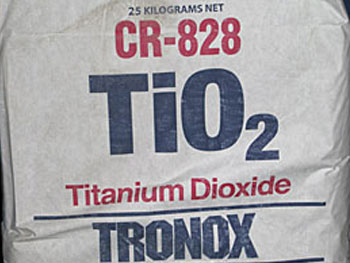 25 KILOGRAMS NET
CR-828
TiO2
Titanium Dioxide
TRONOX